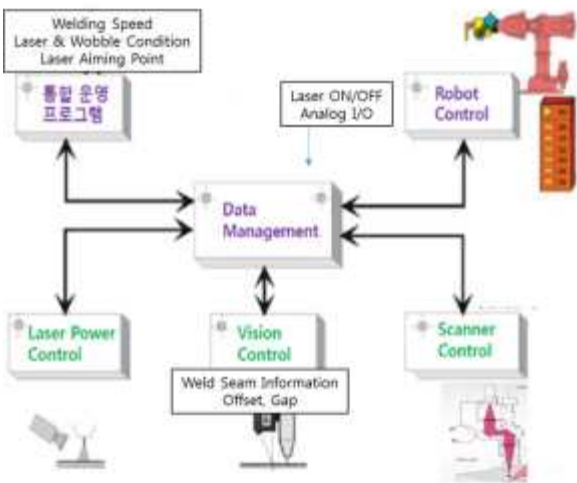 Welding Speed
Laser & Wobble Condition
Laser Aiming Point
통합 운영
프로그램
Laser ON/OFF
Analog I/O
Robot
Control
Data
Management
Laser Power
Control
Vision
Control
Scanner
Control
Weld Seam Information
Offset, Gap